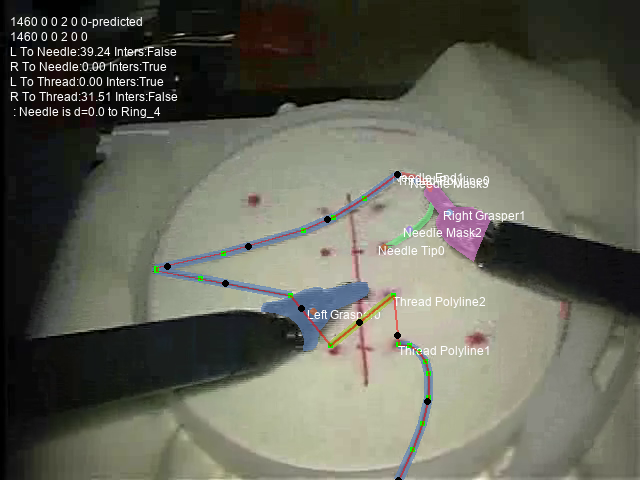 1460 0 0 2 0 0-predicted
1460 0 0 2 0 0
L To Needle:39.24 Inters:False
R To Needle:0.00 Inters:True
L To Thread:0.00 Inters:True
R To Thread:31.51 Inters:False
: Needle is d=0.0 to Ring_4
Needle End1
Needle Mask3
Right Grasper1
Needle Mask2
Needle Tip0
Thread Polyline2
Left Grasper0
Thread Polyline1